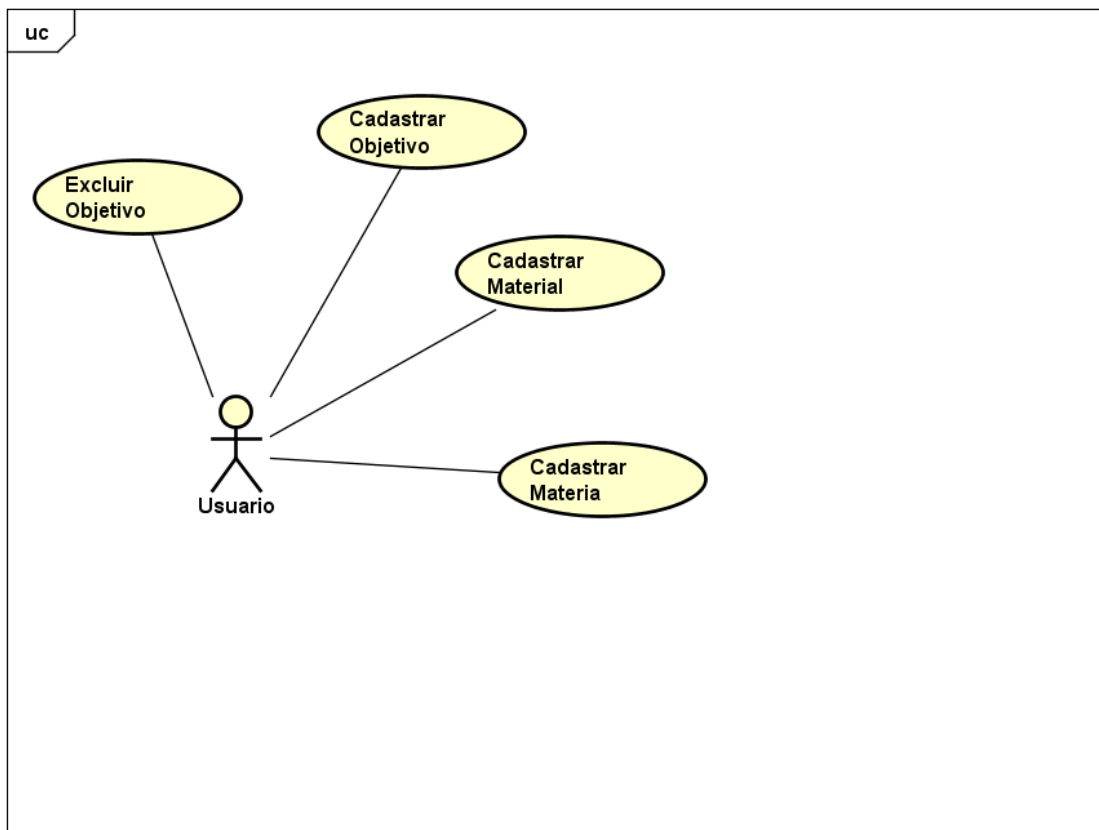 uc
Cadastrar
Objetivo
Excluir
Objetivo
Cadastrar
Material
Cadastrar
Materia
Usuario